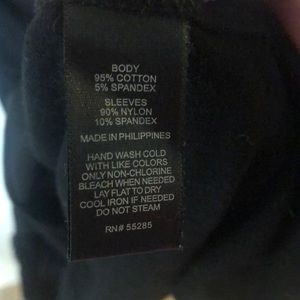 BODY
95% COTTON
5% SPANDEX
SLEEVES
90% NYLON
10% SPANDEX
MADE IN PHILIPPINES
HAND WASH COLD
WITH LIKE COLORS
ONLY NON-CHLORINE
BLEACH WHEN NEEDED
LAY FLAT TO DRY
COOL IRON IF NEEDED
DO NOT STEAM
RN# 55285